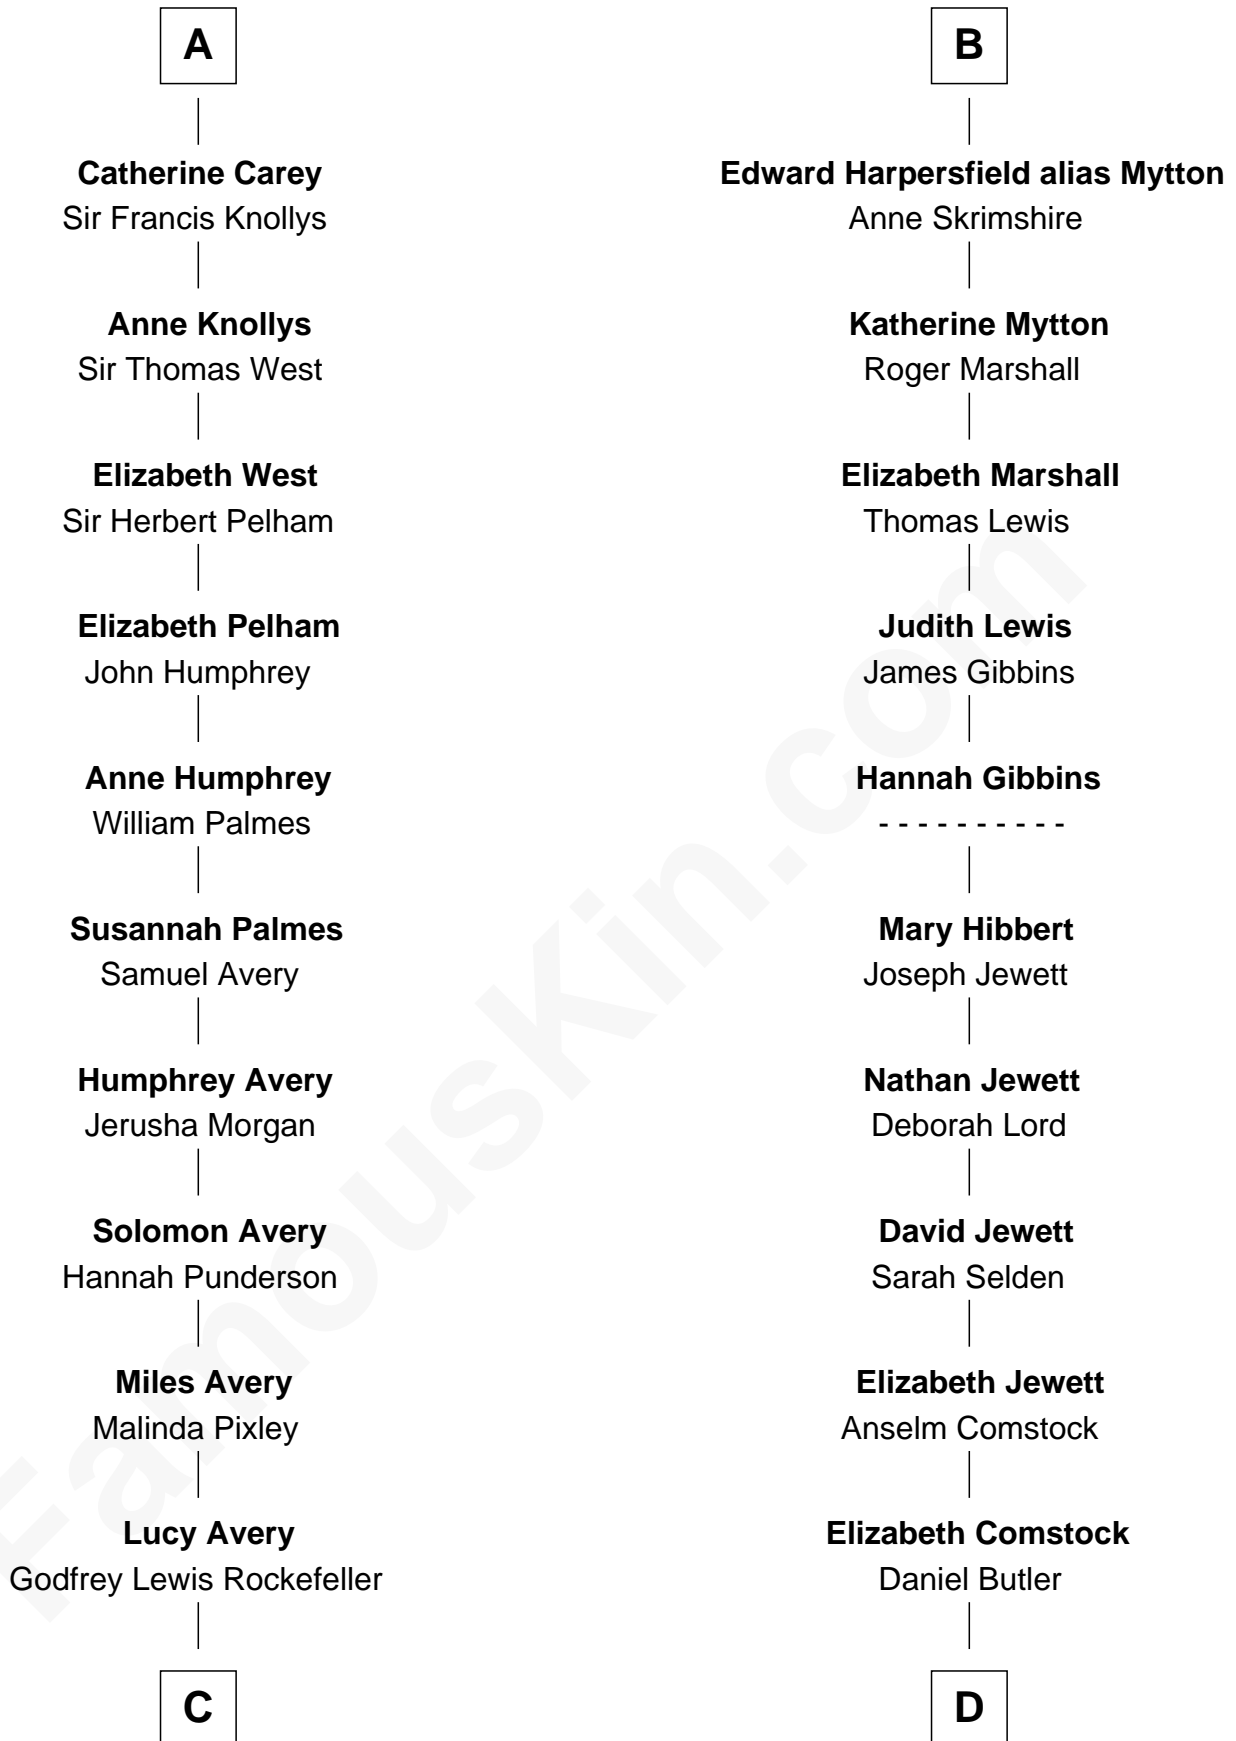 A
Catherine Carey
Sir Francis Knollys
Anne Knollys
Sir Thomas West
Elizabeth West
Sir Herbert Pelham
Elizabeth Pelham
John Humphrey
Anne Humphrey
William Palmes
Susannah Palmes
Samuel Avery
Humphrey Avery
Jerusha Morgan
Solomon Avery
Hannah Punderson
Miles Avery
Malinda Pixley
Lucy Avery
Godfrey Lewis Rockefeller
C
B
Edward Harpersfield alias Mytton
Anne Skrimshire
Katherine Mytton
Roger Marshall
Elizabeth Marshall
Thomas Lewis
Judith Lewis
James Gibbins
Hannah Gibbins
- - - - - - - - - -
Mary Hibbert
Joseph Jewett
Nathan Jewett
Deborah Lord
David Jewett
Sarah Selden
Elizabeth Jewett
Anselm Comstock
Elizabeth Comstock
Daniel Butler
D
FamousKin.com